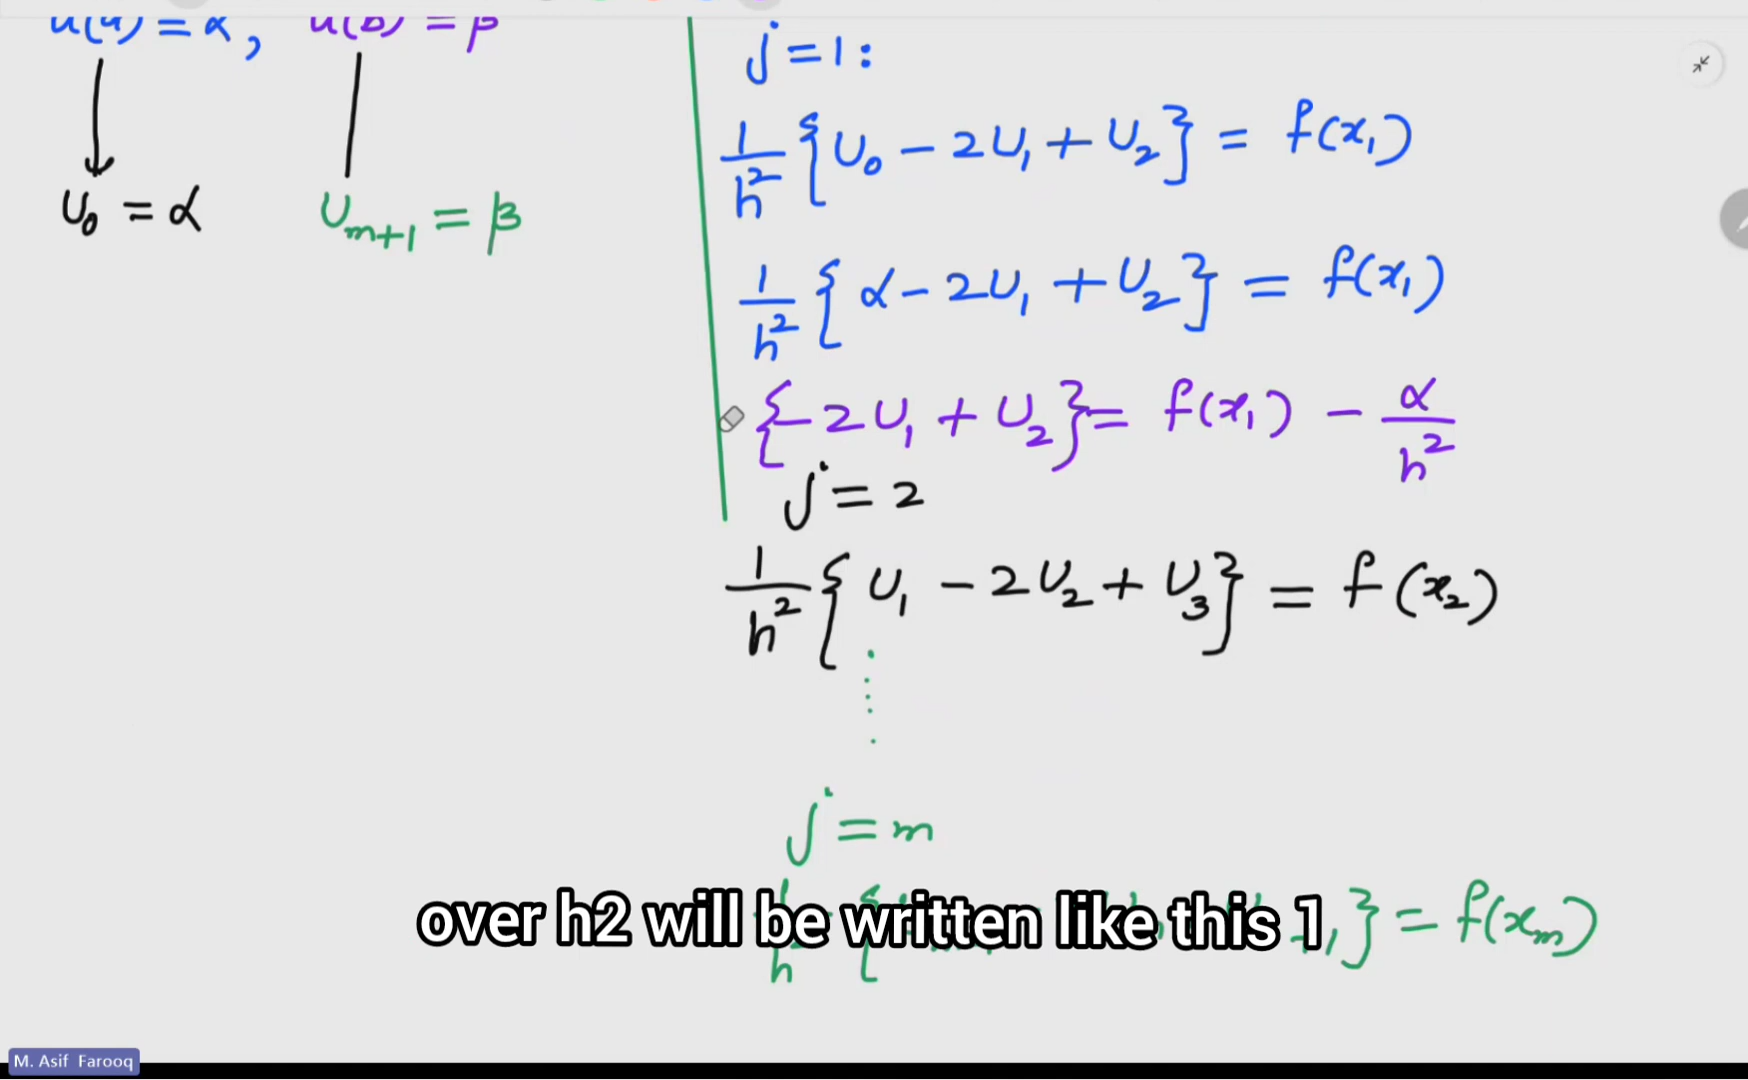 u(a) = α, u(b) = β
U₀ = α U_{m+1} = β
j = 1 :
1/h² { U₀ − 2U₁ + U₂ } = f(x₁)
1/h² { α − 2U₁ + U₂ } = f(x₁)
{ −2U₁ + U₂ } = f(x₁) − α/h²
j = 2
1/h² { U₁ − 2U₂ + U₃ } = f(x₂)
j = m
} = f(x_m)
over h2 will be written like this 1
M. Asif Farooq